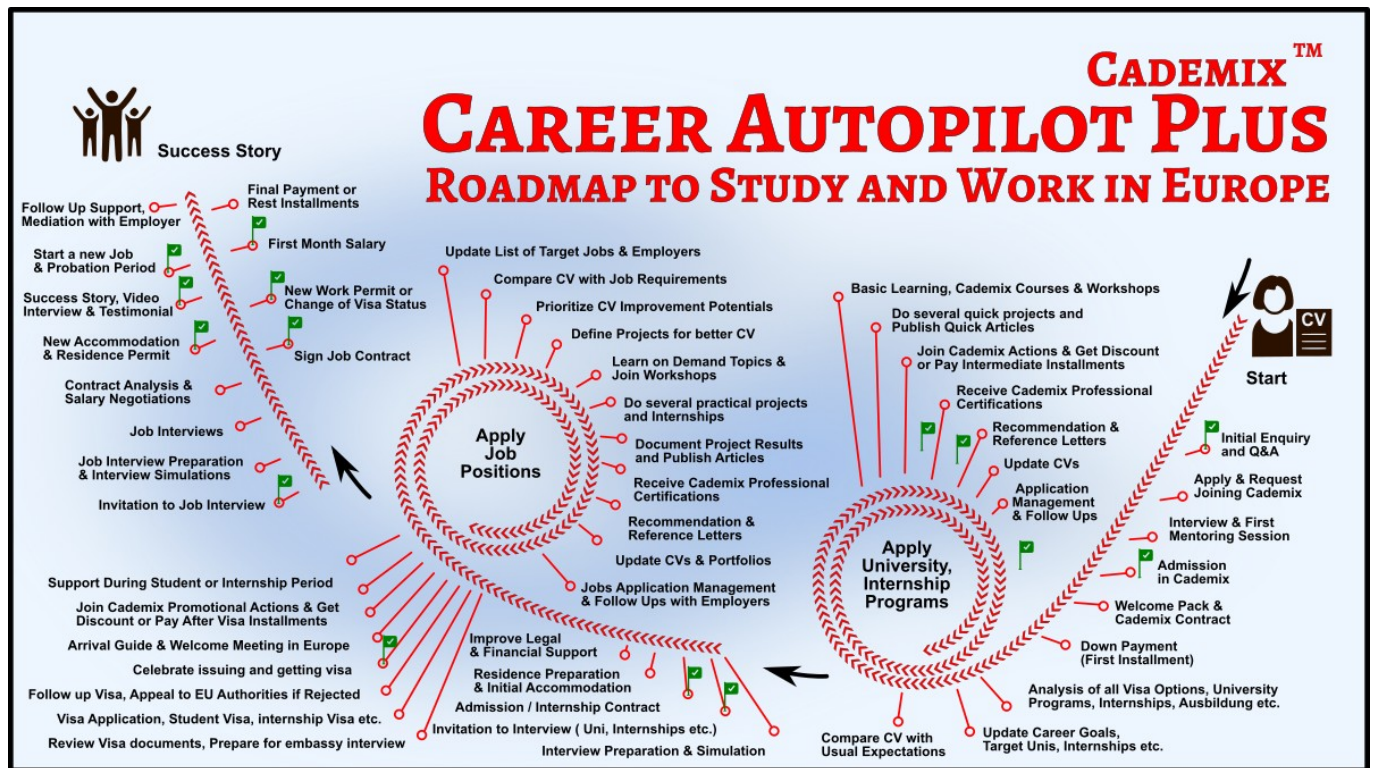 CADEMIX™
CAREER AUTOPILOT PLUS
ROADMAP TO STUDY AND WORK IN EUROPE
Start
CV
Initial Enquiry
and Q&A
Apply & Request
Joining Cademix
Interview & First
Mentoring Session
Admission
in Cademix
Welcome Pack &
Cademix Contract
Down Payment
(First Installment)
Analysis of all Visa Options, University
Programs, Internships, Ausbildung etc.
Update Career Goals,
Target Unis, Internships etc.
Compare CV with
Usual Expectations
Apply
University,
Internship
Programs
Basic Learning, Cademix Courses & Workshops
Do several quick projects and
Publish Quick Articles
Join Cademix Actions & Get Discount
or Pay Intermediate Installments
Receive Cademix Professional
Certifications
Recommendation &
Reference Letters
Update CVs
Application
Management
& Follow Ups
Interview Preparation & Simulation
Invitation to Interview ( Uni, Internships etc.)
Admission / Internship Contract
Residence Preparation
& Initial Accommodation
Improve Legal
& Financial Support
Review Visa documents, Prepare for embassy interview
Visa Application, Student Visa, internship Visa etc.
Follow up Visa, Appeal to EU Authorities if Rejected
Celebrate issuing and getting visa
Arrival Guide & Welcome Meeting in Europe
Join Cademix Promotional Actions & Get
Discount or Pay After Visa Installments
Support During Student or Internship Period
Apply
Job
Positions
Update List of Target Jobs & Employers
Compare CV with Job Requirements
Prioritize CV Improvement Potentials
Define Projects for better CV
Learn on Demand Topics &
Join Workshops
Do several practical projects
and Internships
Document Project Results
and Publish Articles
Receive Cademix Professional
Certifications
Recommendation &
Reference Letters
Update CVs & Portfolios
Jobs Application Management
& Follow Ups with Employers
Invitation to Job Interview
Job Interview Preparation
& Interview Simulations
Job Interviews
Contract Analysis &
Salary Negotiations
Sign Job Contract
New Accommodation
& Residence Permit
New Work Permit or
Change of Visa Status
Success Story, Video
Interview & Testimonial
Start a new Job
& Probation Period
First Month Salary
Follow Up Support,
Mediation with Employer
Final Payment or
Rest Installments
Success Story